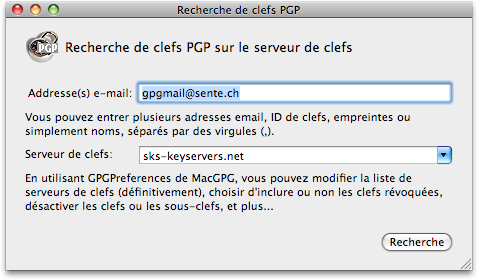 Recherche de clefs PGP
PGP
Recherche de clefs PGP sur le serveur de clefs
Addresse(s) e-mail: gpgmail@sente.ch
Vous pouvez entrer plusieurs adresses email, ID de clefs, empreintes ou
simplement noms, séparés par des virgules (,).
Serveur de clefs: sks-keyservers.net
En utilisant GPGPreferences de MacGPG, vous pouvez modifier la liste de
serveurs de clefs (définitivement), choisir d'inclure ou non les clefs révoquées,
désactiver les clefs ou les sous-clefs, et plus...
Recherche